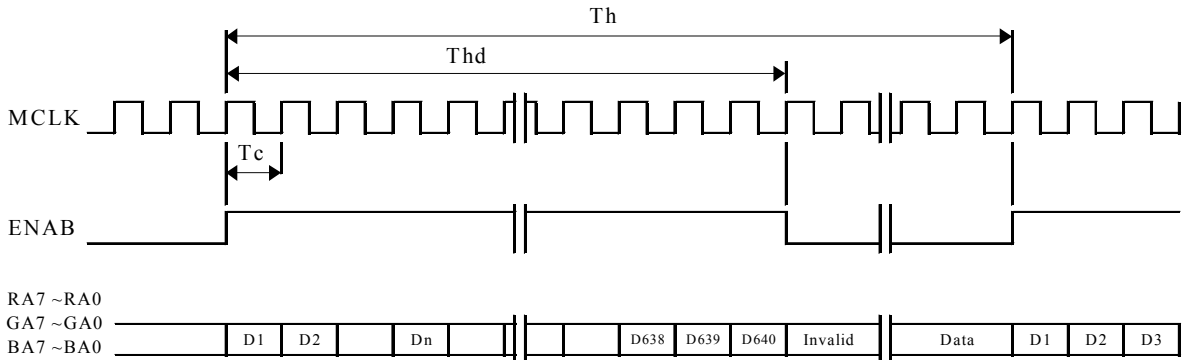 Th
Thd
MCLK
Tc
ENAB
RA7 ~RA0
GA7 ~GA0
BA7 ~BA0
D1 D2 Dn D638 D639 D640 Invalid Data D1 D2 D3